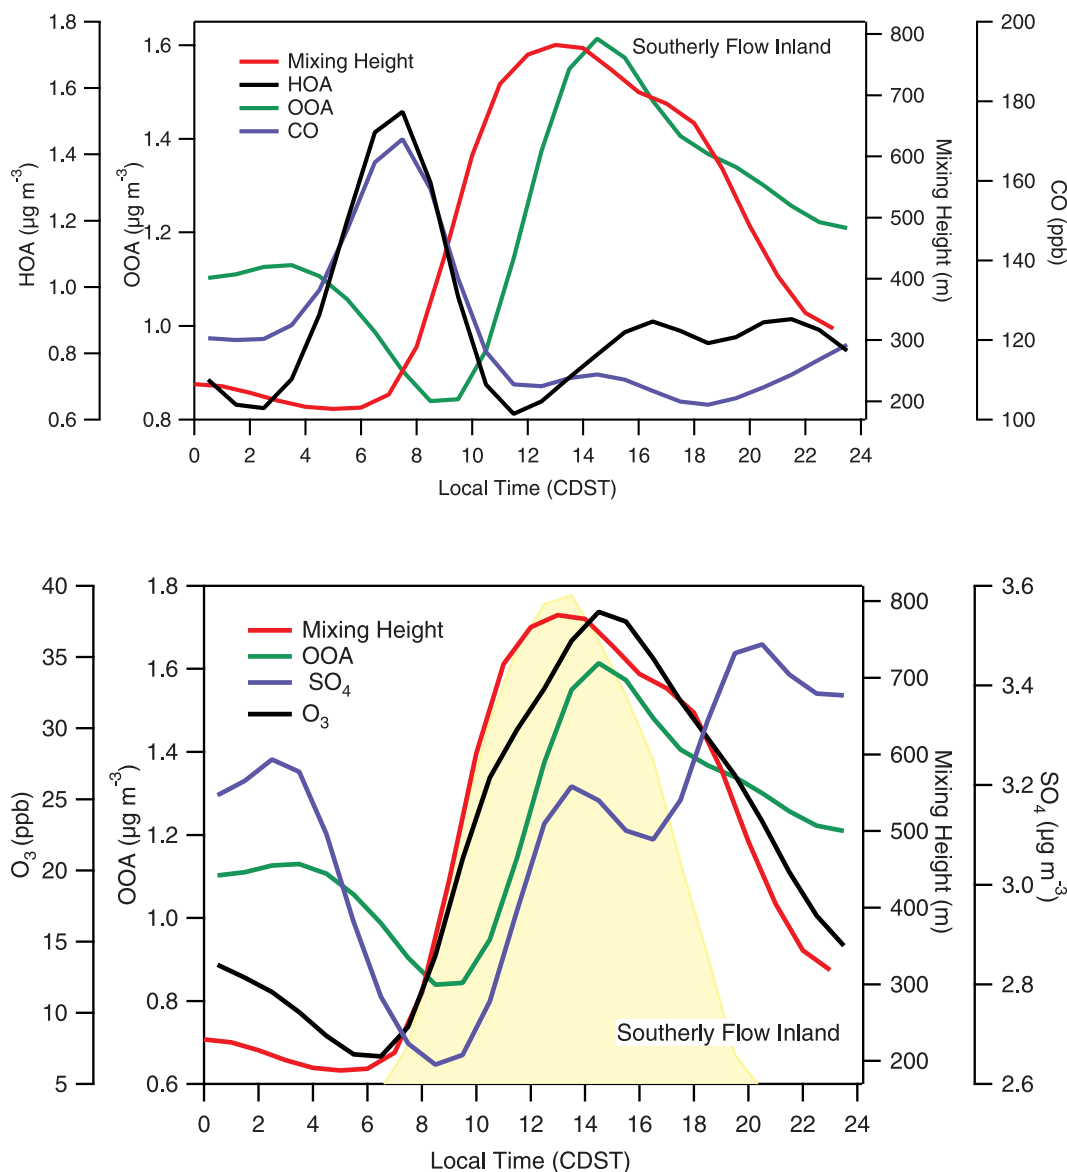 1.8
1.6
1.4
1.2
1.0
0.8
0.6
HOA (µg m-3)
1.6
1.4
1.2
1.0
0.8
OOA (µg m-3)
Southerly Flow Inland
Mixing Height
HOA
OOA
CO
800
700
600
500
400
300
200
Mixing Height (m)
200
180
160
140
120
100
CO (ppb)
0 2 4 6 8 10 12 14 16 18 20 22 24
Local Time (CDST)
40
35
30
25
20
15
10
5
O3 (ppb)
1.8
1.6
1.4
1.2
1.0
0.8
0.6
OOA (µg m-3)
Mixing Height
OOA
SO4
O3
Southerly Flow Inland
800
700
600
500
400
300
200
Mixing Height (m)
3.6
3.4
3.2
3.0
2.8
2.6
SO4 (µg m-3)
0 2 4 6 8 10 12 14 16 18 20 22 24
Local Time (CDST)